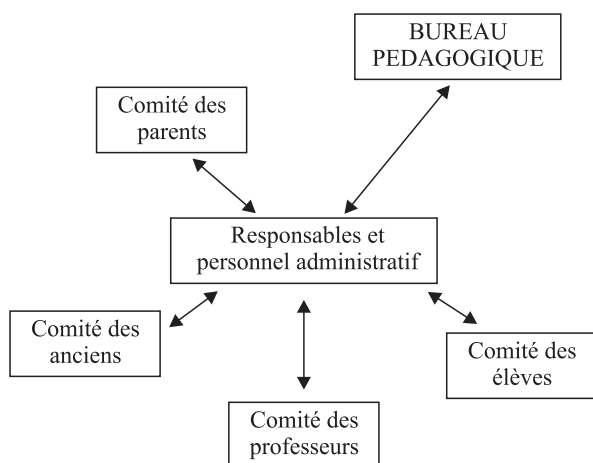 BUREAU
PEDAGOGIQUE
Comité des
parents
Responsables et
personnel administratif
Comité des
anciens
Comité des
élèves
Comité des
professeurs